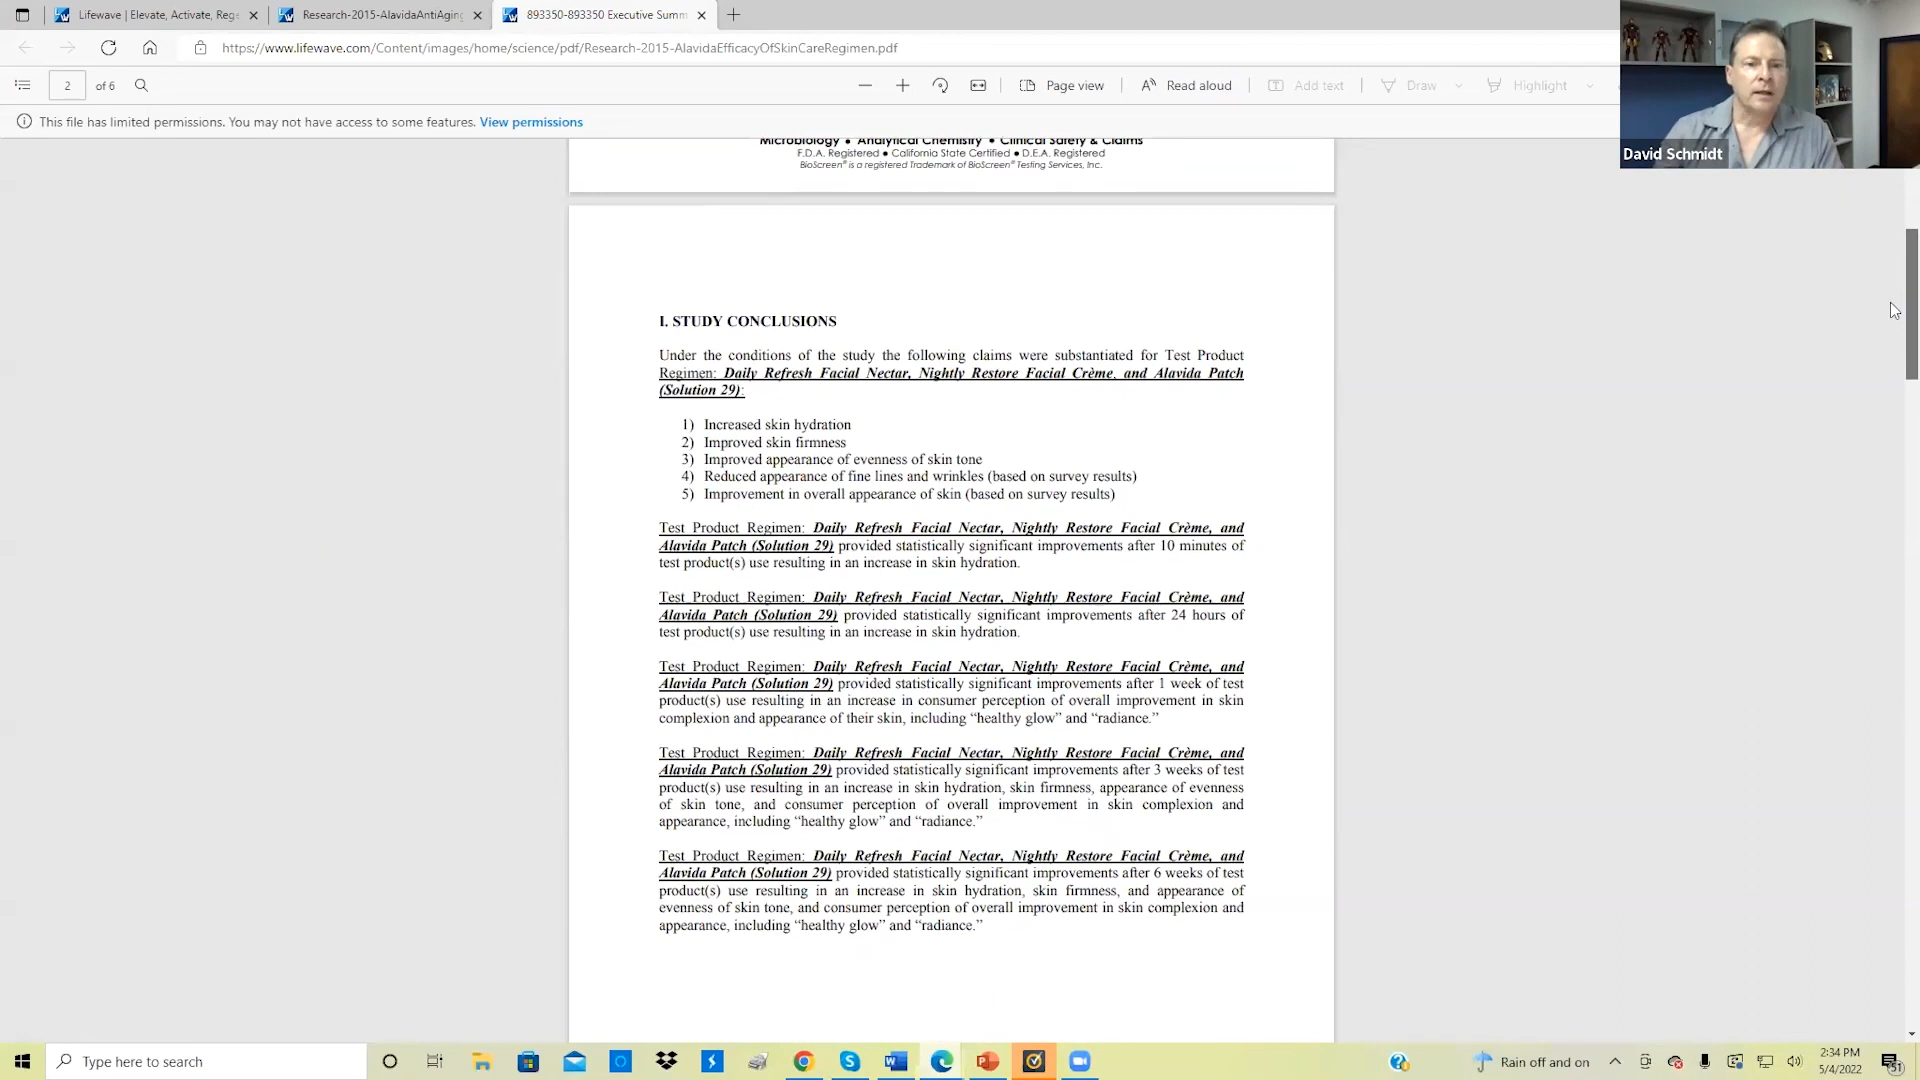 Lifewave | Elevate, Activate, Reg
Research-2015-AlavidaAntiAging
893350-893350 Executive Summ
https://www.lifewave.com/Content/images/home/science/pdf/Research-2015-AlavidaEfficacyOfSkinCareRegimen.pdf
2 of 6
Page view
Read aloud
Add text
Draw
Highlight
This file has limited permissions. You may not have access to some features. View permissions
David Schmidt
Microbiology • Analytical Chemistry • Clinical Safety & Claims
F.D.A. Registered • California State Certified • D.E.A. Registered
BioScreen® is a registered Trademark of BioScreen Testing Services, Inc.
I. STUDY CONCLUSIONS
Under the conditions of the study the following claims were substantiated for Test Product
Regimen: Daily Refresh Facial Nectar, Nightly Restore Facial Crème, and Alavida Patch
(Solution 29):
1) Increased skin hydration
2) Improved skin firmness
3) Improved appearance of evenness of skin tone
4) Reduced appearance of fine lines and wrinkles (based on survey results)
5) Improvement in overall appearance of skin (based on survey results)
Test Product Regimen: Daily Refresh Facial Nectar, Nightly Restore Facial Crème, and
Alavida Patch (Solution 29) provided statistically significant improvements after 10 minutes of
test product(s) use resulting in an increase in skin hydration.
Test Product Regimen: Daily Refresh Facial Nectar, Nightly Restore Facial Crème, and
Alavida Patch (Solution 29) provided statistically significant improvements after 24 hours of
test product(s) use resulting in an increase in skin hydration.
Test Product Regimen: Daily Refresh Facial Nectar, Nightly Restore Facial Crème, and
Alavida Patch (Solution 29) provided statistically significant improvements after 1 week of test
product(s) use resulting in an increase in consumer perception of overall improvement in skin
complexion and appearance of their skin, including “healthy glow” and “radiance.”
Test Product Regimen: Daily Refresh Facial Nectar, Nightly Restore Facial Crème, and
Alavida Patch (Solution 29) provided statistically significant improvements after 3 weeks of test
product(s) use resulting in an increase in skin hydration, skin firmness, appearance of evenness
of skin tone, and consumer perception of overall improvement in skin complexion and
appearance, including “healthy glow” and “radiance.”
Test Product Regimen: Daily Refresh Facial Nectar, Nightly Restore Facial Crème, and
Alavida Patch (Solution 29) provided statistically significant improvements after 6 weeks of test
product(s) use resulting in an increase in skin hydration, skin firmness, and appearance of
evenness of skin tone, and consumer perception of overall improvement in skin complexion and
appearance, including “healthy glow” and “radiance.”
Type here to search
Rain off and on
2:34 PM
5/4/2022
51